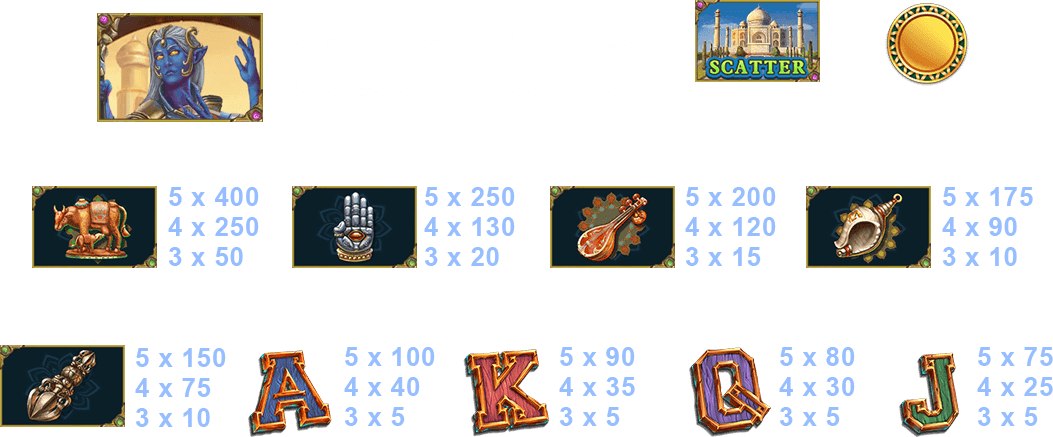 SCATTER
5 x 400
4 x 250
3 x 50
5 x 250
4 x 130
3 x 20
5 x 200
4 x 120
3 x 15
5 x 175
4 x 90
3 x 10
5 x 150
4 x 75
3 x 10
A
5 x 100
4 x 40
3 x 5
K
5 x 90
4 x 35
3 x 5
Q
5 x 80
4 x 30
3 x 5
J
5 x 75
4 x 25
3 x 5